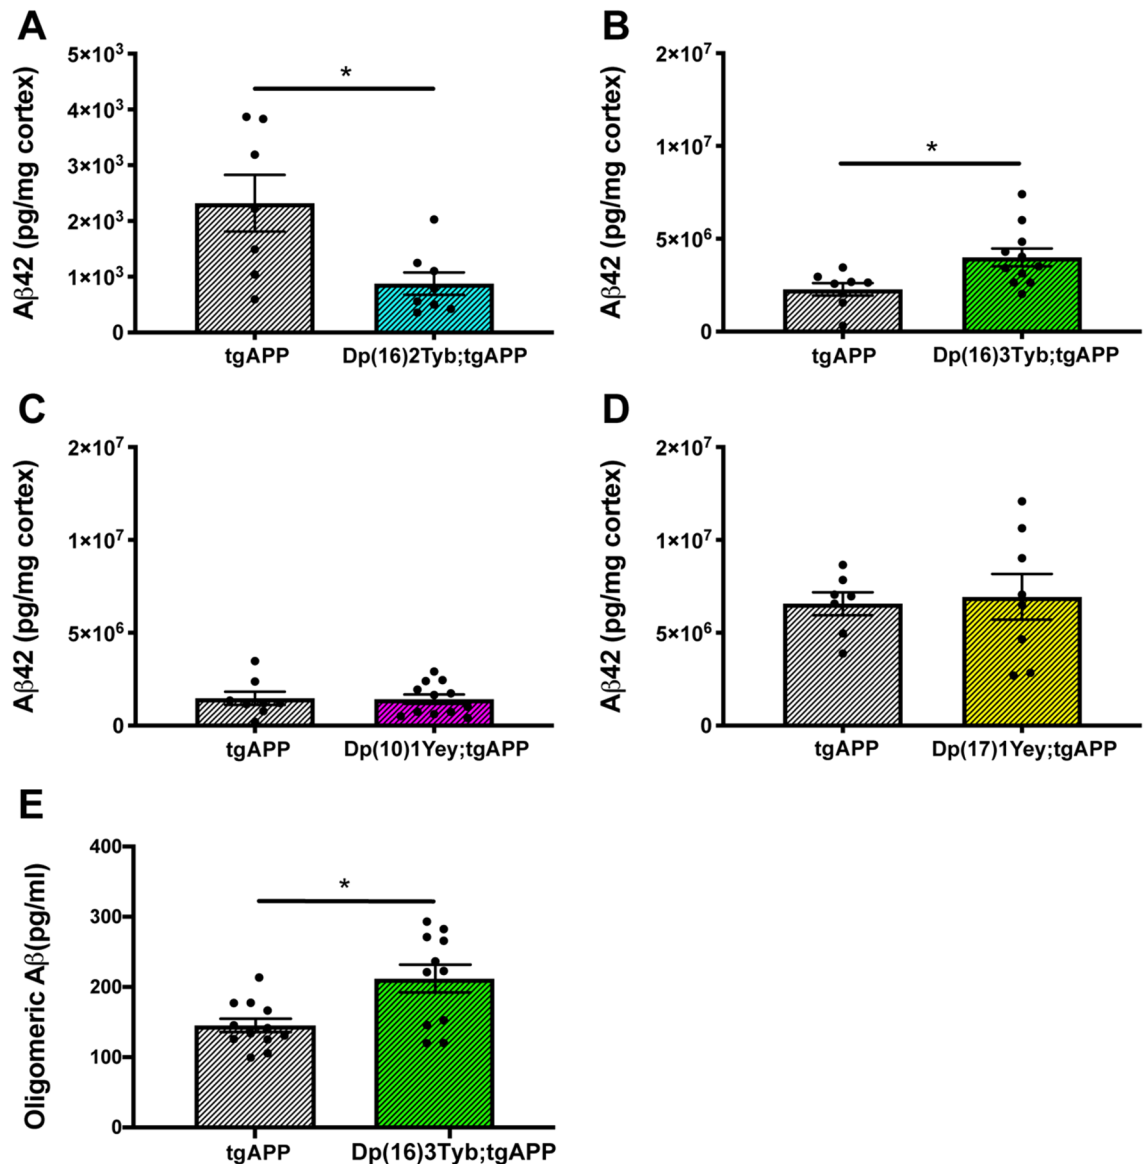 A
Aβ42 (pg/mg cortex)
5×10³
4×10³
3×10³
2×10³
1×10³
0
*
tgAPP
Dp(16)2Tyb;tgAPP
B
Aβ42 (pg/mg cortex)
2×10⁷
1×10⁷
5×10⁶
0
*
tgAPP
Dp(16)3Tyb;tgAPP
C
Aβ42 (pg/mg cortex)
2×10⁷
1×10⁷
5×10⁶
0
tgAPP
Dp(10)1Yey;tgAPP
D
Aβ42 (pg/mg cortex)
2×10⁷
1×10⁷
5×10⁶
0
tgAPP
Dp(17)1Yey;tgAPP
E
Oligomeric Aβ(pg/ml)
400
300
200
100
0
*
tgAPP
Dp(16)3Tyb;tgAPP